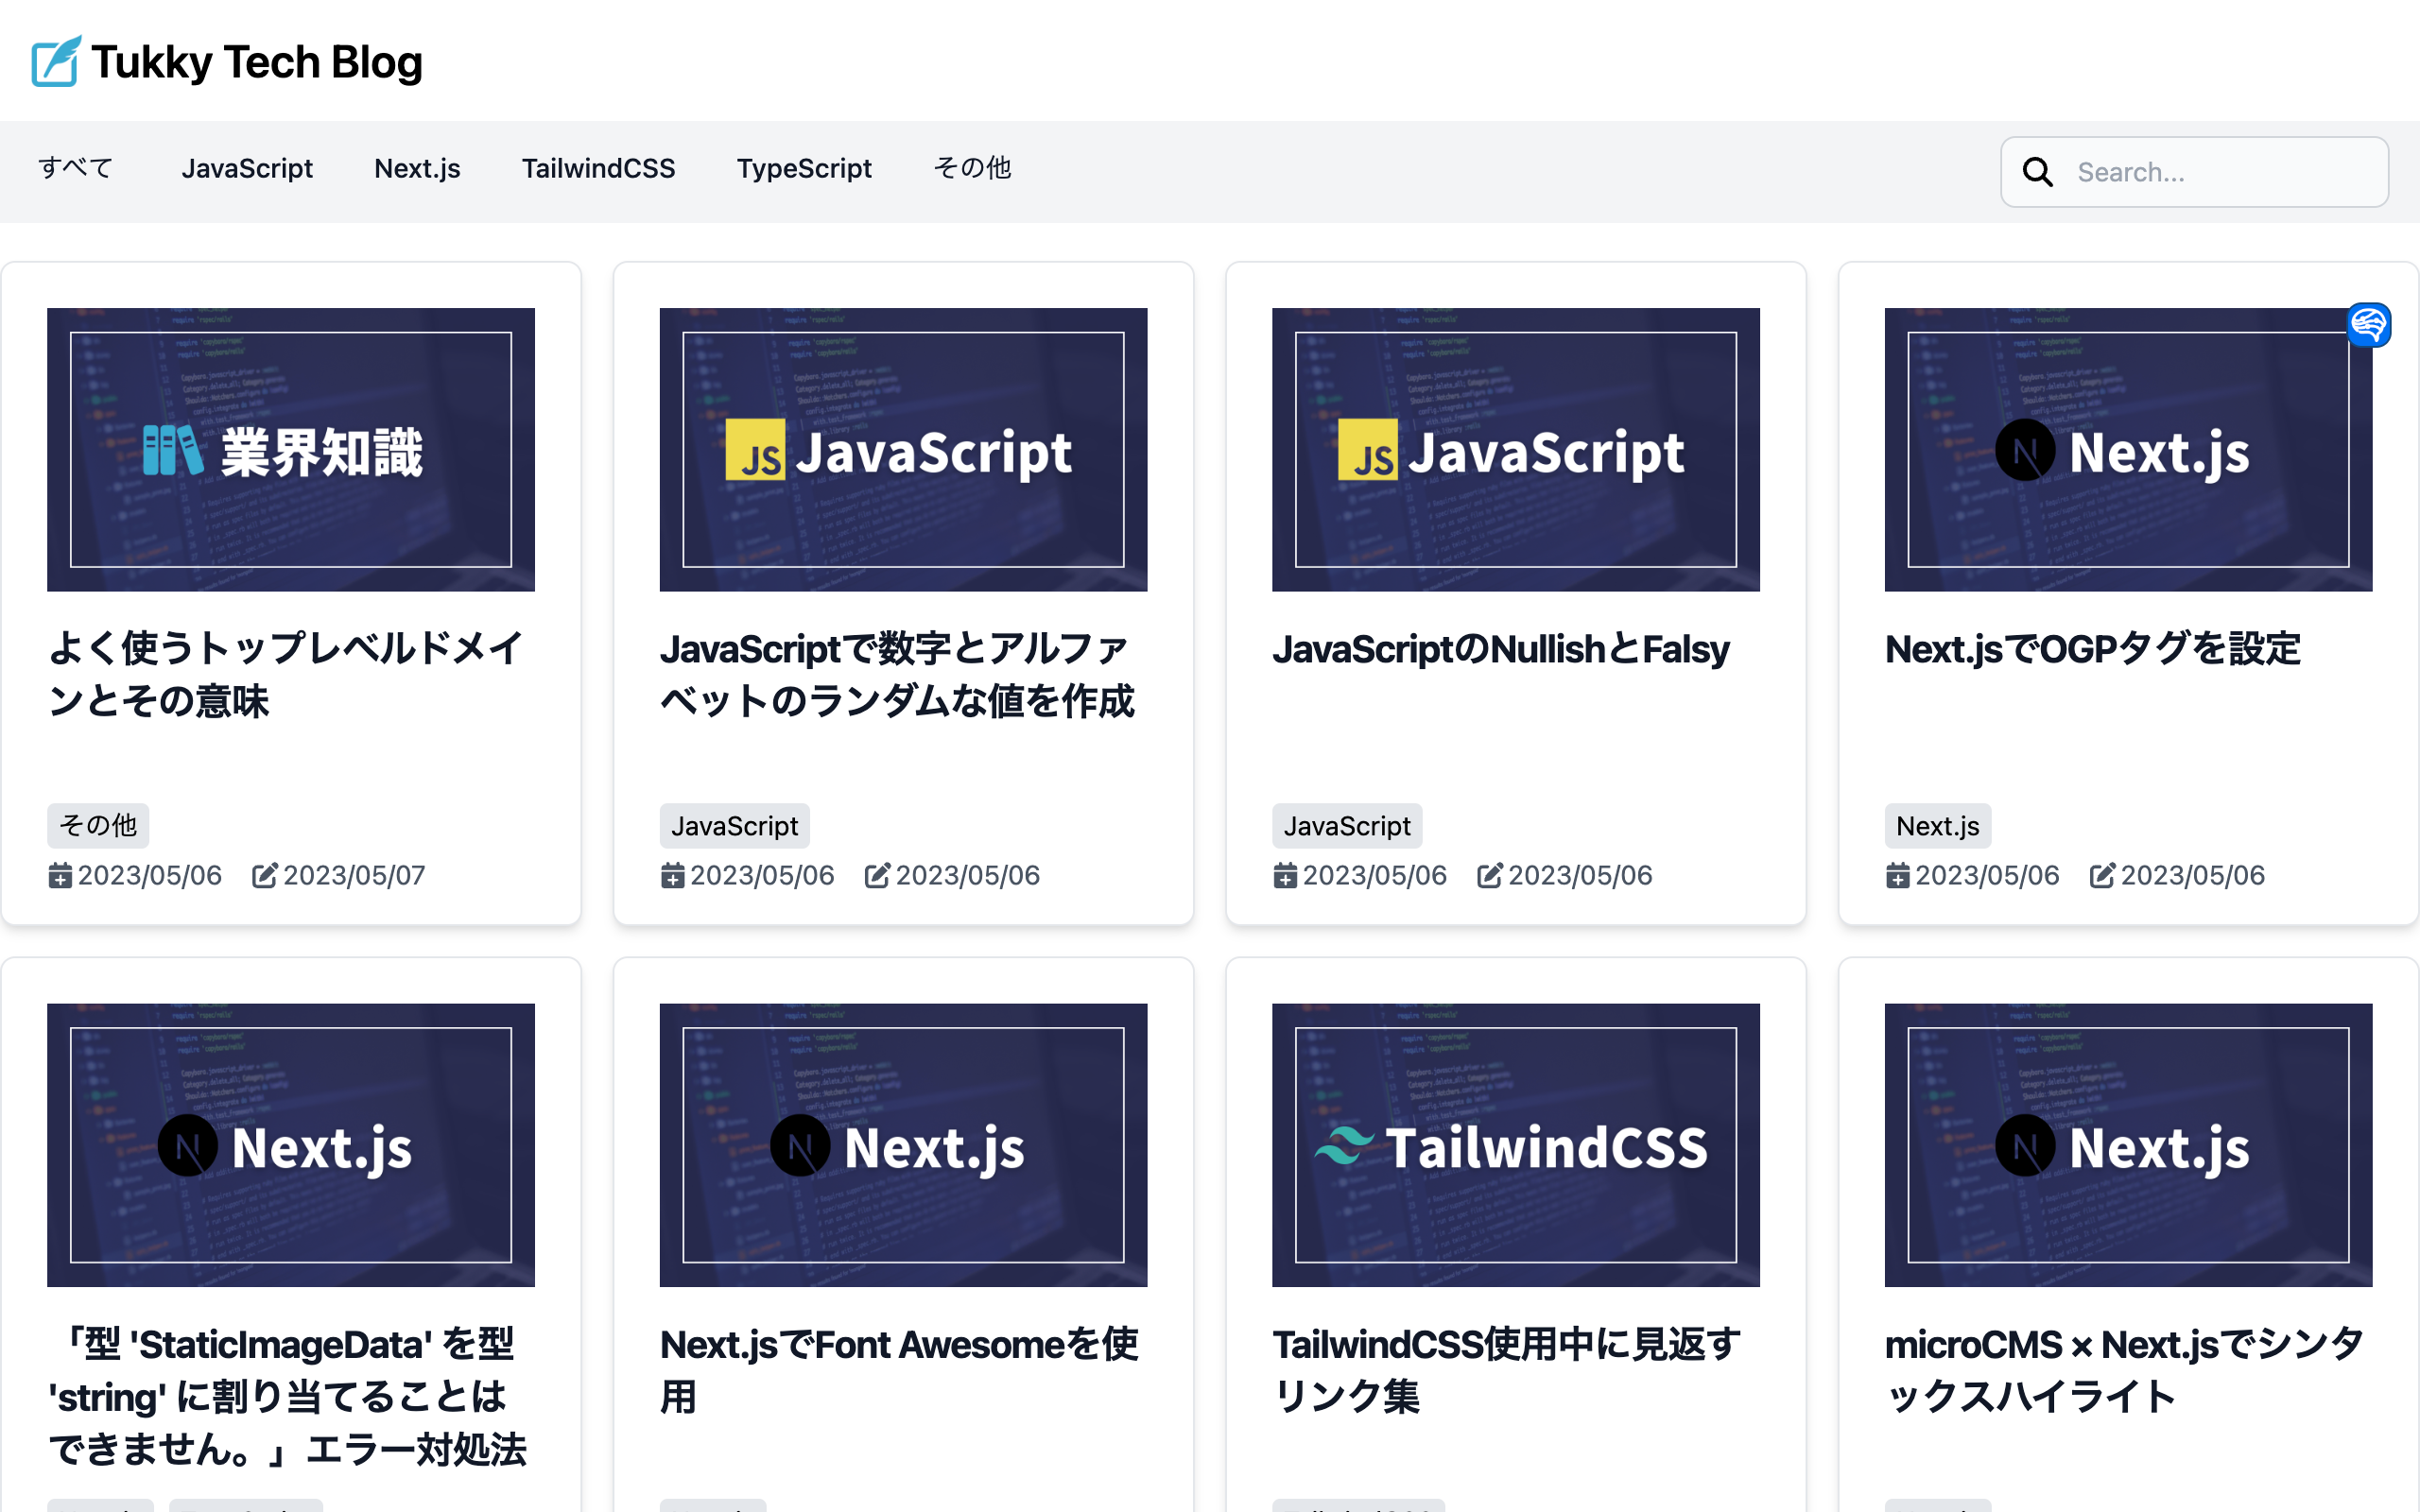 Tukky Tech Blog
すべて JavaScript Next.js TailwindCSS TypeScript その他
Search...
業界知識
よく使うトップレベルドメイ
ンとその意味
その他
2023/05/06 2023/05/07
JS JavaScript
JavaScriptで数字とアルファ
ベットのランダムな値を作成
JavaScript
2023/05/06 2023/05/06
JS JavaScript
JavaScriptのNullishとFalsy
JavaScript
2023/05/06 2023/05/06
Next.js
Next.jsでOGPタグを設定
Next.js
2023/05/06 2023/05/06
Next.js
「型 'StaticImageData' を型
'string' に割り当てることは
できません。」エラー対処法
Next.js
Next.jsでFont Awesomeを使
用
TailwindCSS
TailwindCSS使用中に見返す
リンク集
Next.js
microCMS × Next.jsでシンタ
ックスハイライト